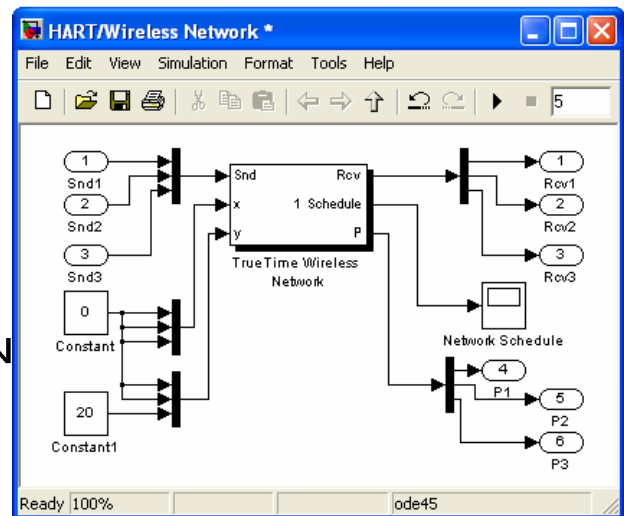 HART/Wireless Network *
File Edit View Simulation Format Tools Help
5
1
Snd1
2
Snd2
3
Snd3
0
Constant
20
Constant1
N
Snd Rcv
x 1 Schedule
y P
TrueTime Wireless
Network
1
Rcv1
2
Rcv2
3
Rcv3
Network Schedule
4
P1
5
P2
6
P3
Ready 100% ode45